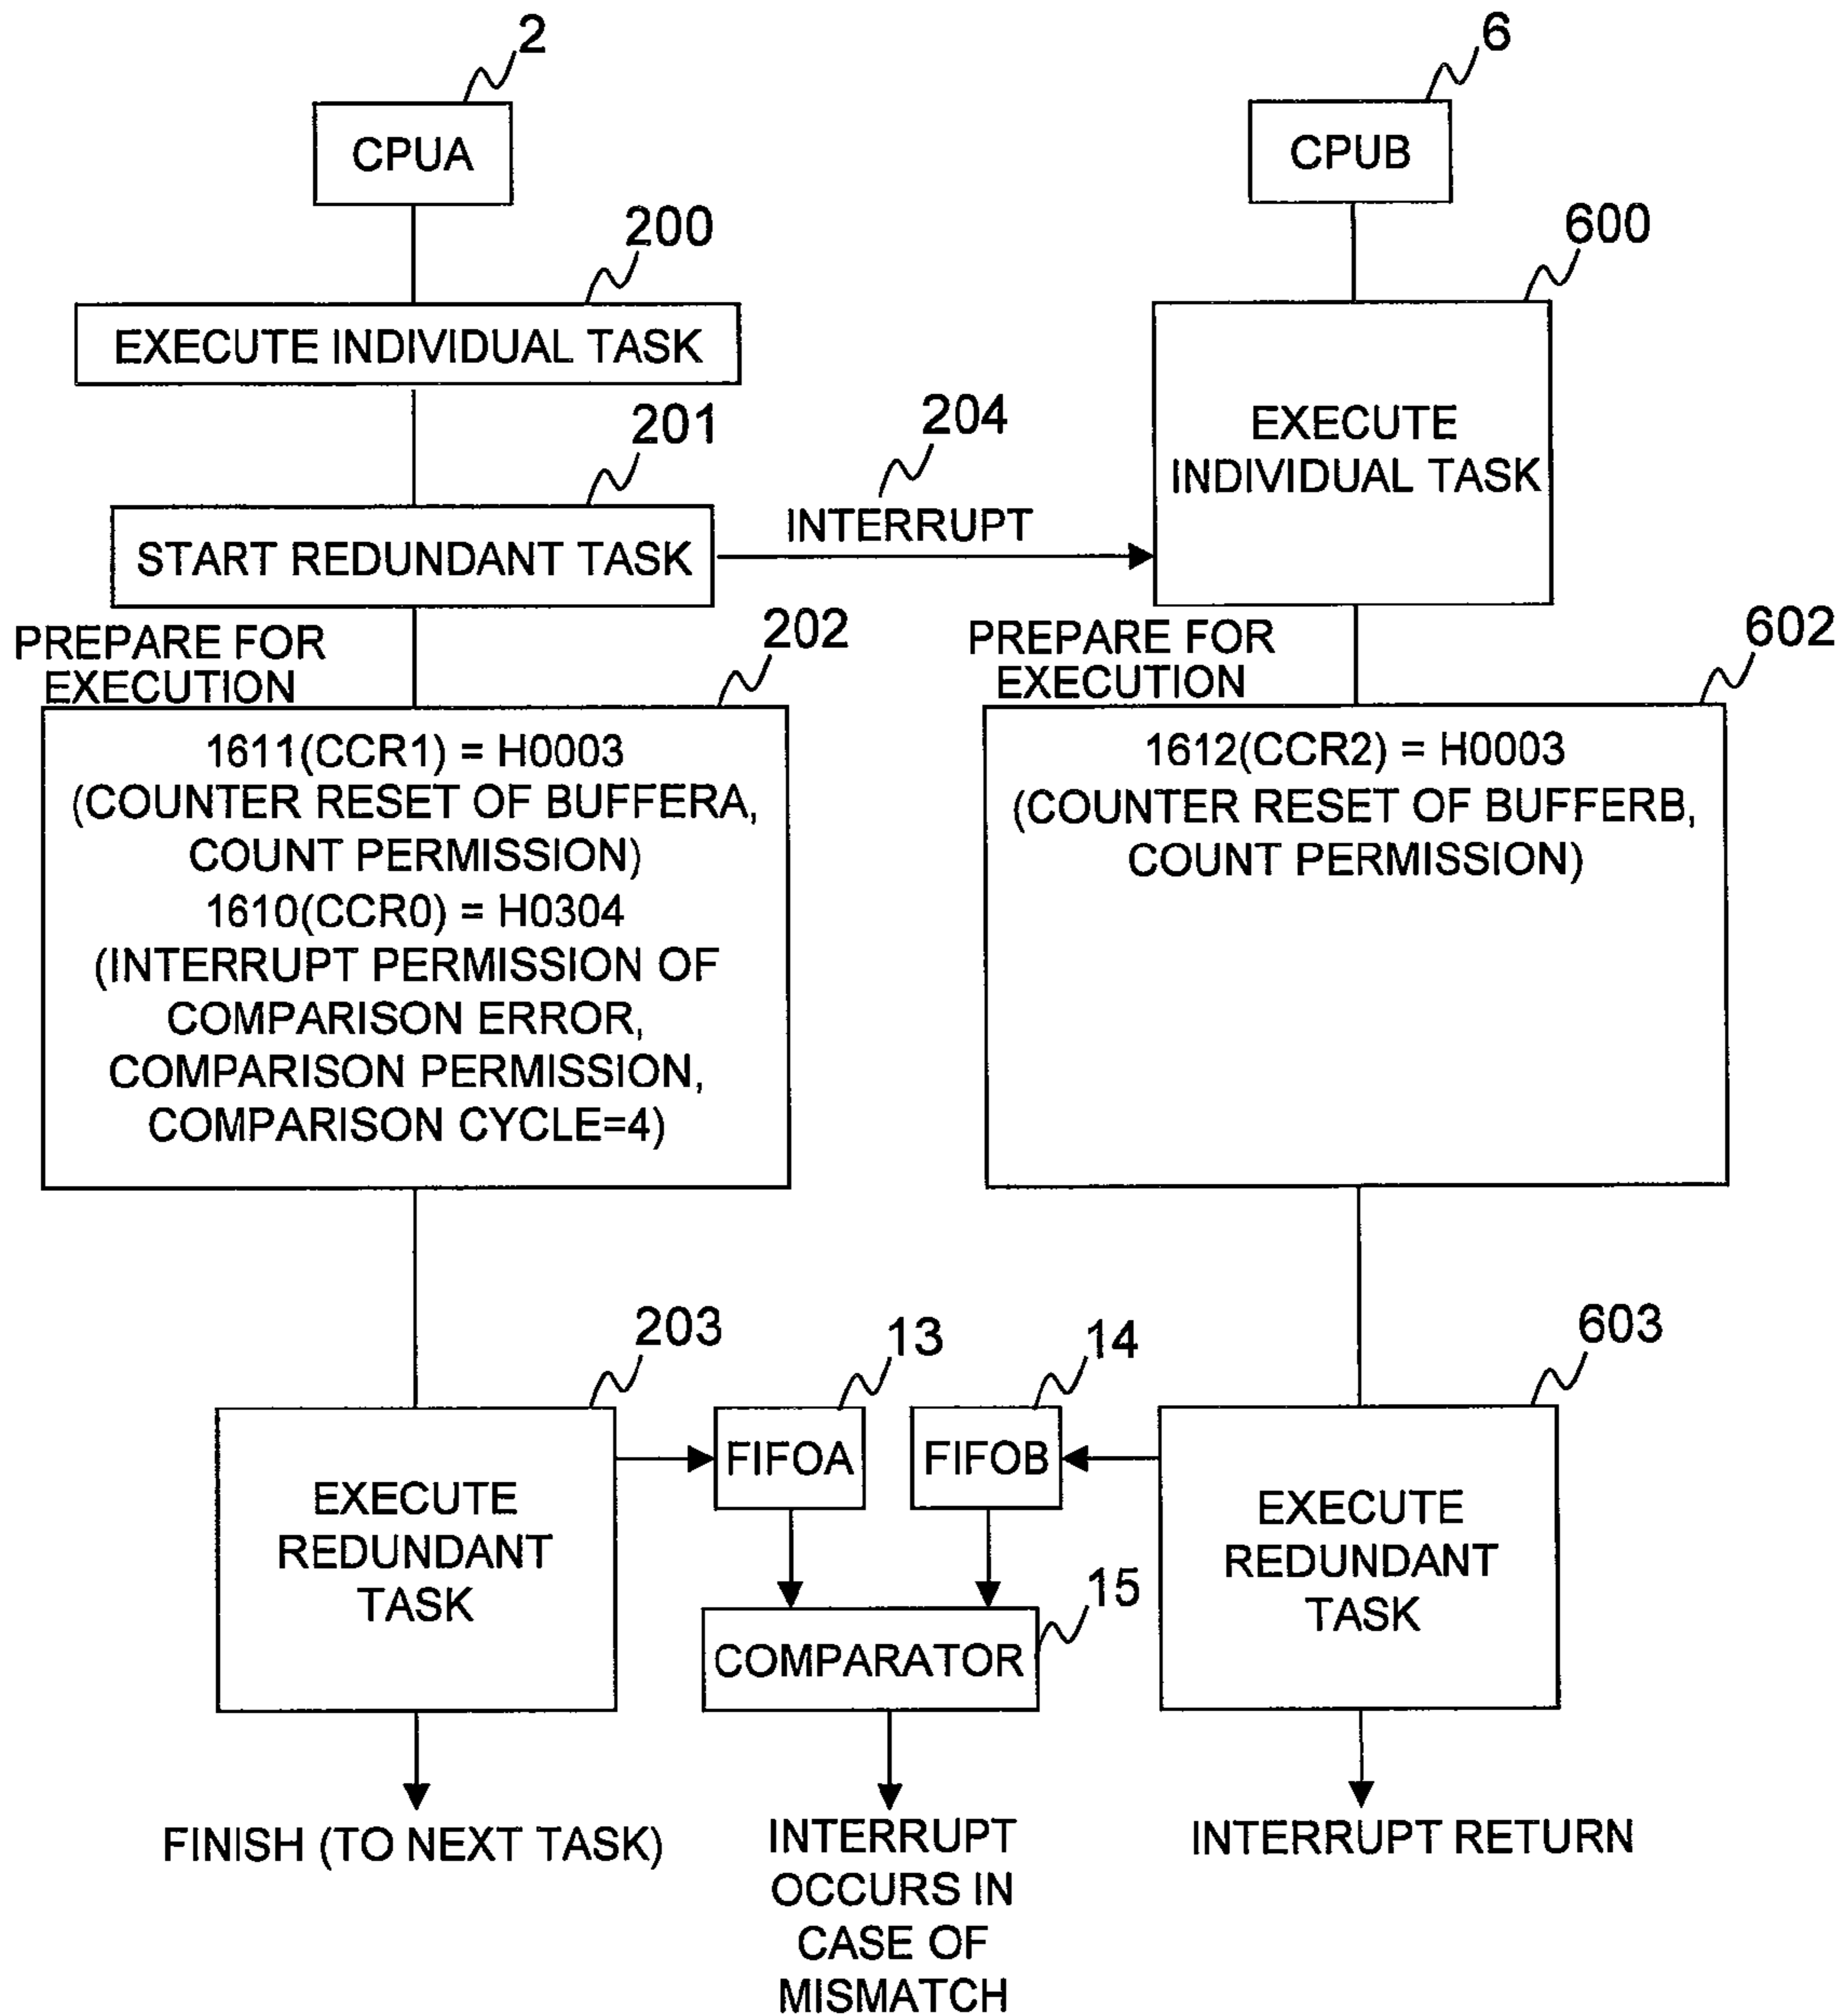 2
6
CPUA
CPUB
200
600
EXECUTE INDIVIDUAL TASK
EXECUTE
INDIVIDUAL TASK
201
204
INTERRUPT
START REDUNDANT TASK
PREPARE FOR
EXECUTION
202
1611(CCR1) = H0003
(COUNTER RESET OF BUFFERA,
COUNT PERMISSION)
1610(CCR0) = H0304
(INTERRUPT PERMISSION OF
COMPARISON ERROR,
COMPARISON PERMISSION,
COMPARISON CYCLE=4)
PREPARE FOR
EXECUTION
602
1612(CCR2) = H0003
(COUNTER RESET OF BUFFERB,
COUNT PERMISSION)
203
13
14
603
EXECUTE
REDUNDANT
TASK
FIFOA
FIFOB
EXECUTE
REDUNDANT
TASK
15
COMPARATOR
FINISH (TO NEXT TASK)
INTERRUPT
OCCURS IN
CASE OF
MISMATCH
INTERRUPT RETURN